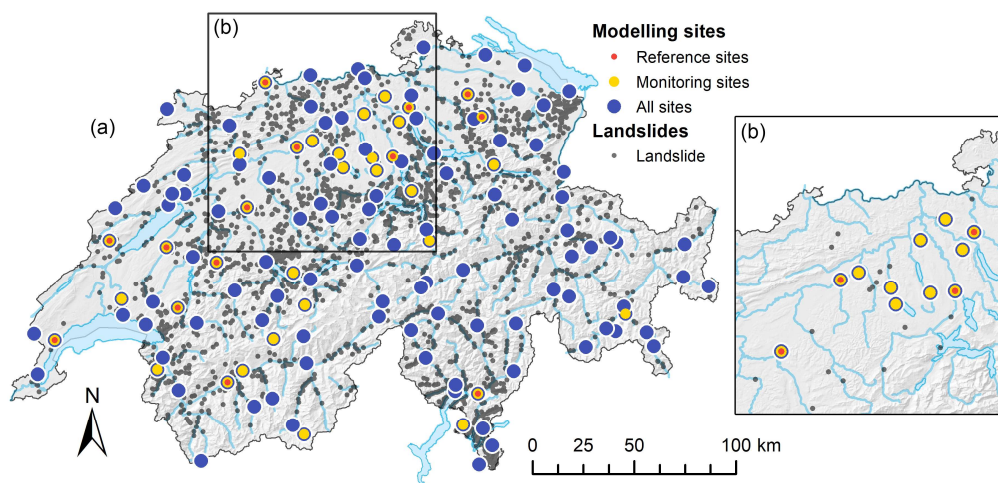 (b)
Modelling sites
Reference sites
Monitoring sites
All sites
Landslides
Landslide
(a)
(b)
N
0 25 50 100 km